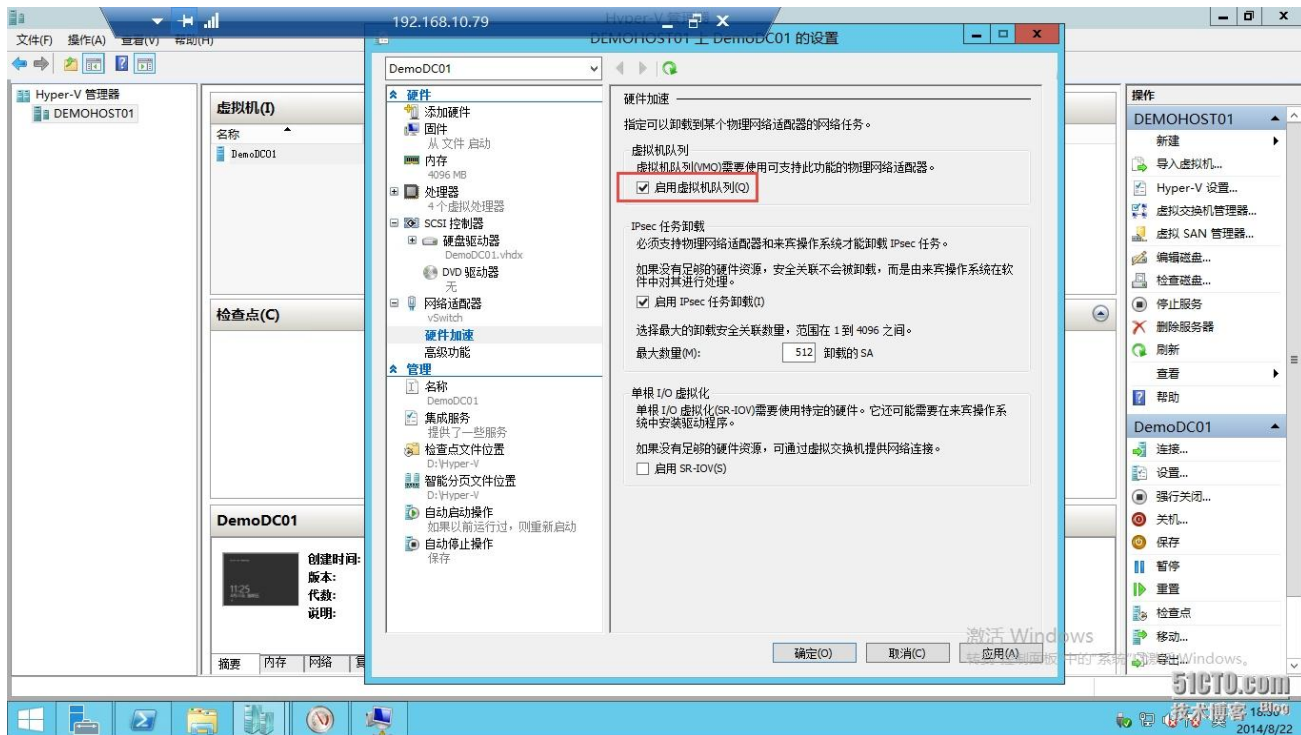 192.168.10.79
Hyper-V 管理器
文件(F) 操作(A) 查看(V) 帮助(H)
DEMOHOST01 上 DemoDC01 的设置
Hyper-V 管理器
DEMOHOST01
虚拟机(I)
名称
DemoDC01
检查点(C)
DemoDC01
11:25
创建时间:
版本:
代数:
说明:
摘要 内存 网络
DemoDC01
硬件
添加硬件
固件
从 文件 启动
内存
4096 MB
处理器
4 个虚拟处理器
SCSI 控制器
硬盘驱动器
DemoDC01.vhdx
DVD 驱动器
无
网络适配器
vSwitch
硬件加速
高级功能
管理
名称
DemoDC01
集成服务
提供了一些服务
检查点文件位置
D:\Hyper-V
智能分页文件位置
D:\Hyper-V
自动启动操作
如果以前运行过，则重新启动
自动停止操作
保存
硬件加速
指定可以卸载到某个物理网络适配器的网络任务。
虚拟机队列
虚拟机队列(VMQ)需要使用可支持此功能的物理网络适配器。
启用虚拟机队列(Q)
IPsec 任务卸载
必须支持物理网络适配器和来宾操作系统才能卸载 IPsec 任务。
如果没有足够的硬件资源，安全关联不会被卸载，而是由来宾操作系统在软
件中对其进行处理。
启用 IPsec 任务卸载(I)
选择最大的卸载安全关联数量，范围在 1 到 4096 之间。
最大数量(M): 512 卸载的 SA
单根 I/O 虚拟化
单根 I/O 虚拟化(SR-IOV)需要使用特定的硬件。它还可能需要在来宾操作系
统中安装驱动程序。
如果没有足够的硬件资源，可通过虚拟交换机提供网络连接。
启用 SR-IOV(S)
确定(O) 取消(C) 应用(A)
操作
DEMOHOST01
新建
导入虚拟机...
Hyper-V 设置...
虚拟交换机管理器...
虚拟 SAN 管理器...
编辑磁盘...
检查磁盘...
停止服务
删除服务器
刷新
查看
帮助
DemoDC01
连接...
设置...
强行关闭...
关机...
保存
暂停
重置
检查点
移动...
导出...
激活 Windows
51CTO.com
技术博客 Blog
2014/8/22